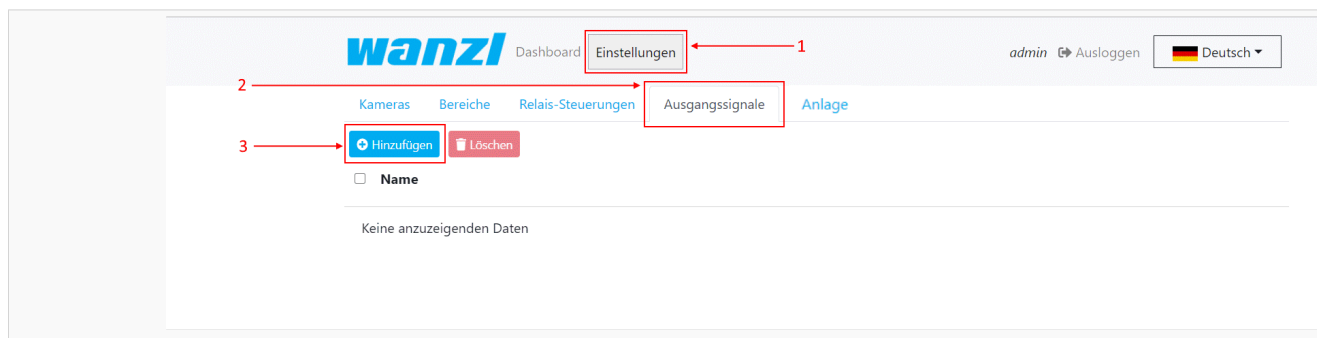 wanzl Dashboard Einstellungen 1 admin Ausloggen Deutsch
2
Kameras Bereiche Relais-Steuerungen Ausgangssignale Anlage
3 Hinzufügen Löschen
Name
Keine anzuzeigenden Daten